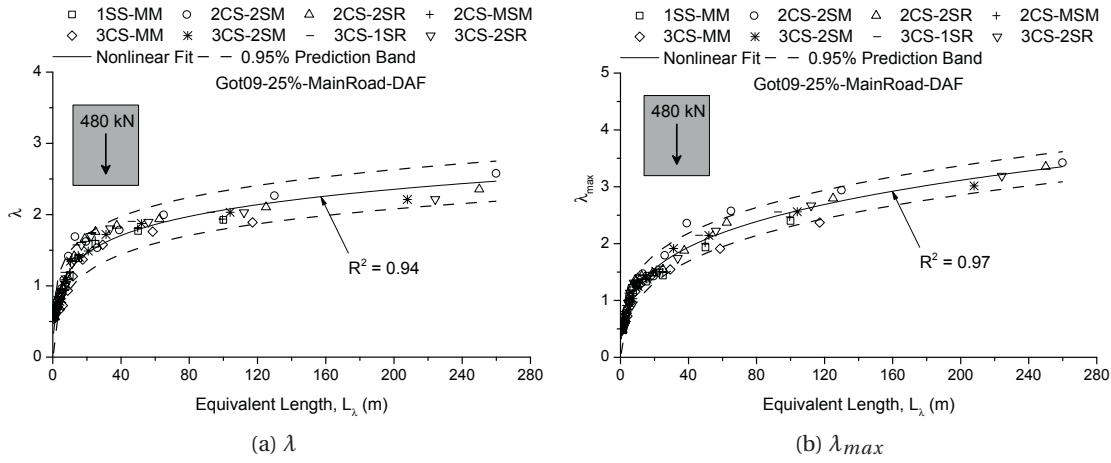 1SS-MM 2CS-2SM 2CS-2SR 2CS-MSM
3CS-MM 3CS-2SM 3CS-1SR 3CS-2SR
Nonlinear Fit 0.95% Prediction Band
Got09-25%-MainRoad-DAF
480 kN
R² = 0.94
λ
4
3
2
1
0
0 40 80 120 160 200 240 280
Equivalent Length, L_λ (m)
(a) λ
1SS-MM 2CS-2SM 2CS-2SR 2CS-MSM
3CS-MM 3CS-2SM 3CS-1SR 3CS-2SR
Nonlinear Fit 0.95% Prediction Band
Got09-25%-MainRoad-DAF
480 kN
R² = 0.97
λ_max
5
4
3
2
1
0
0 40 80 120 160 200 240 280
Equivalent Length, L_λ (m)
(b) λ_max